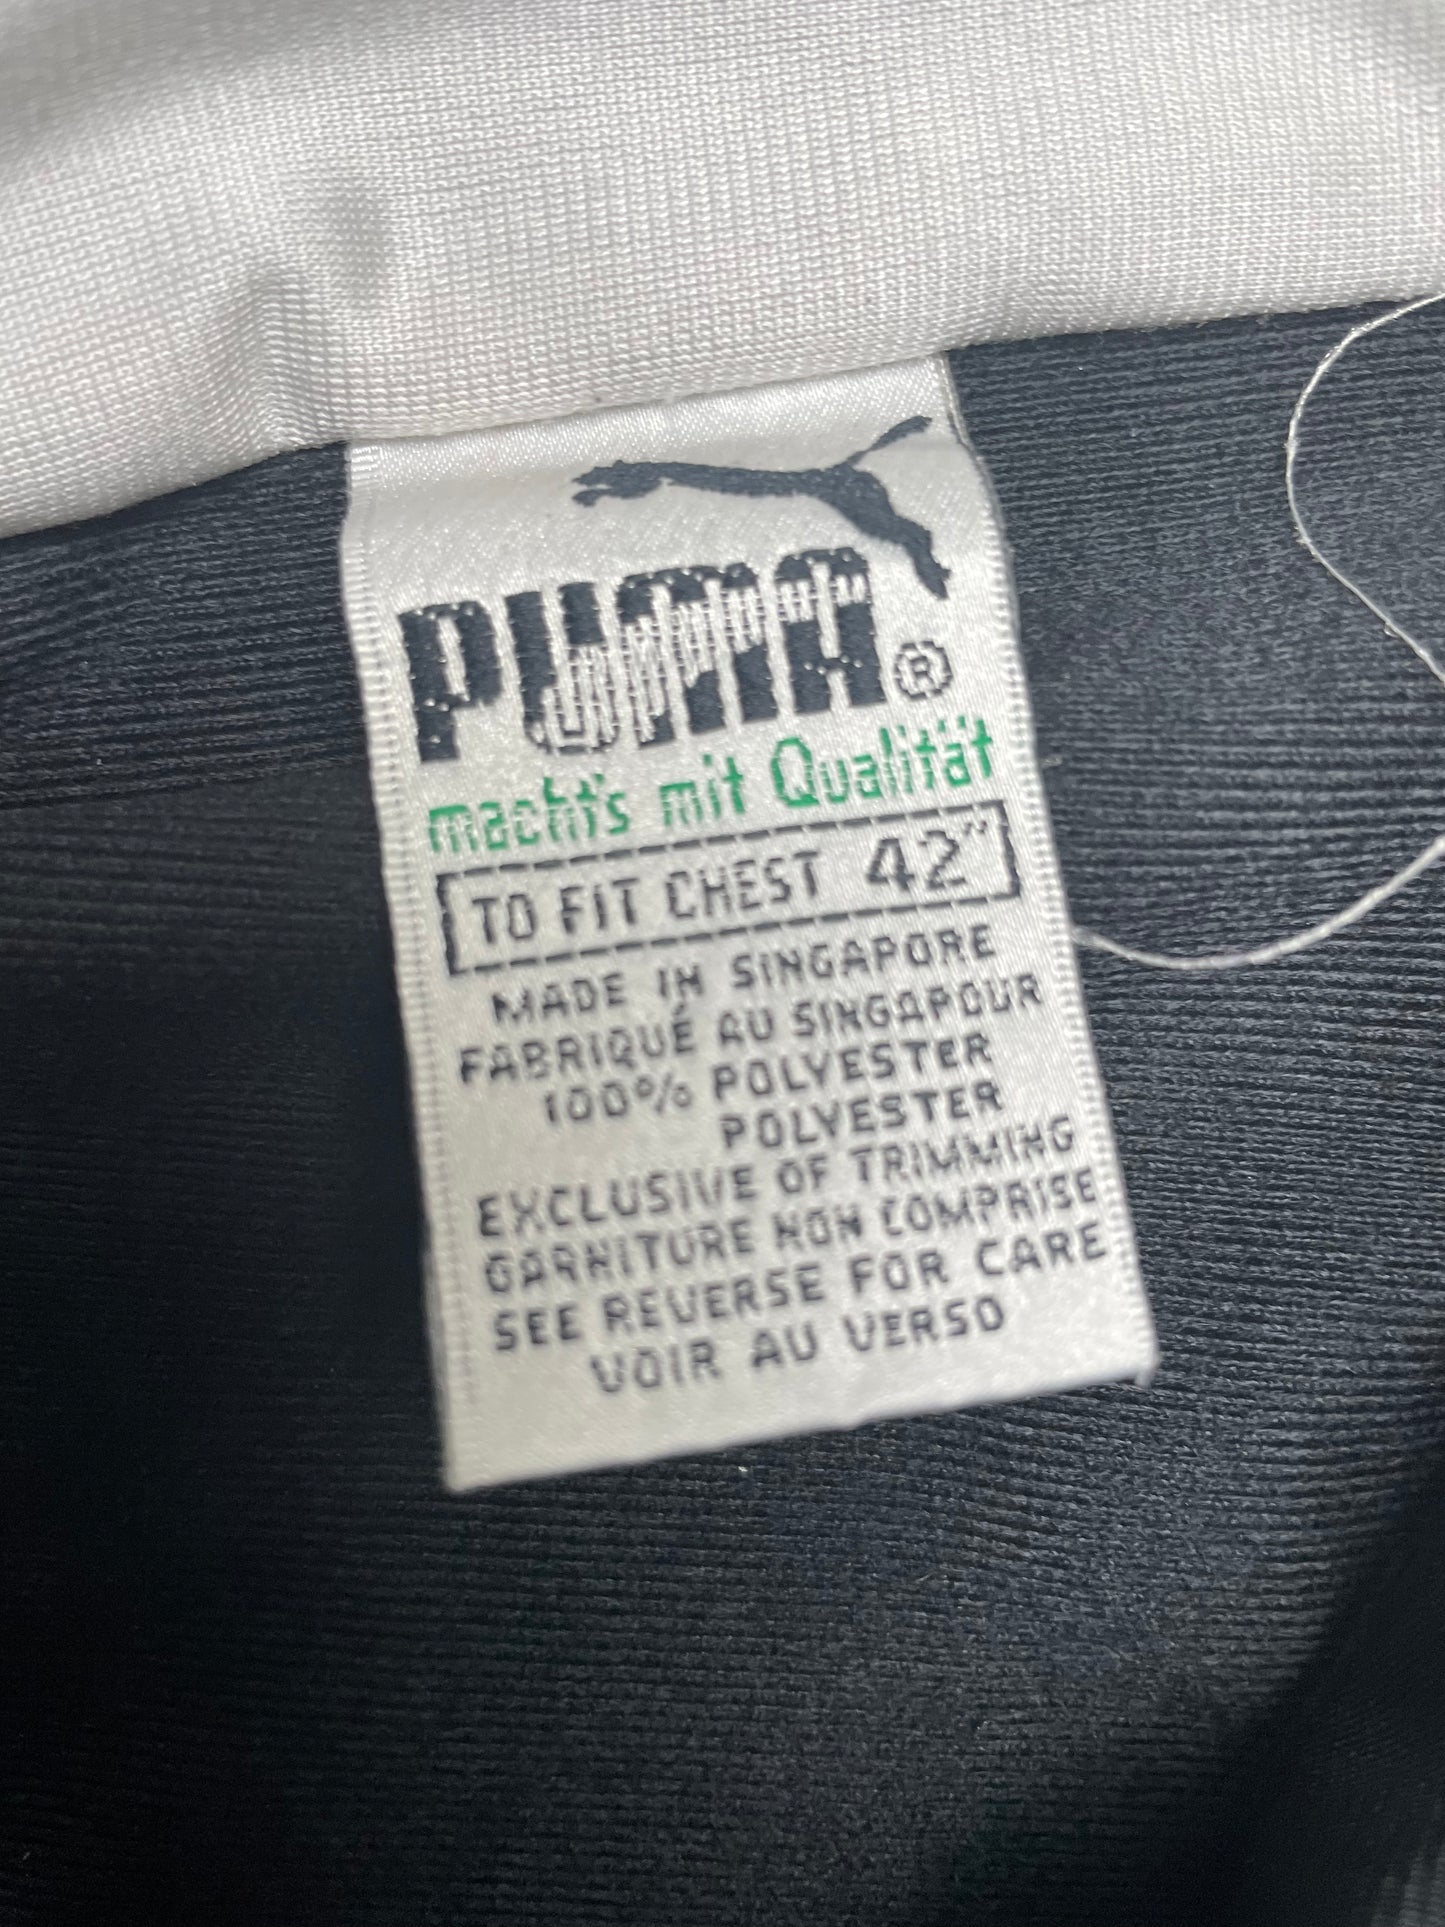 PUMA®
macht's mit Qualität
TO FIT CHEST 42"
MADE IN SINGAPORE
FABRIQUÉ AU SINGAPOUR
100% POLYESTER
POLYESTER
EXCLUSIVE OF TRIMMING
GARNITURE NON COMPRISE
SEE REVERSE FOR CARE
VOIR AU VERSO